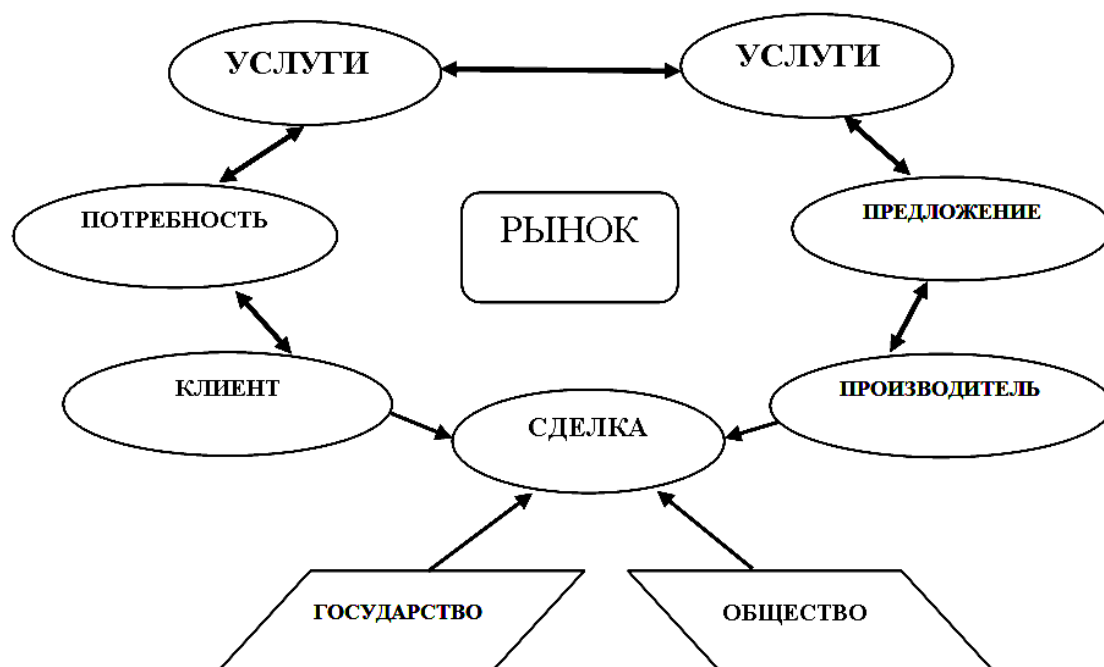 УСЛУГИ
УСЛУГИ
ПОТРЕБНОСТЬ
РЫНОК
ПРЕДЛОЖЕНИЕ
КЛИЕНТ
СДЕЛКА
ПРОИЗВОДИТЕЛЬ
ГОСУДАРСТВО
ОБЩЕСТВО